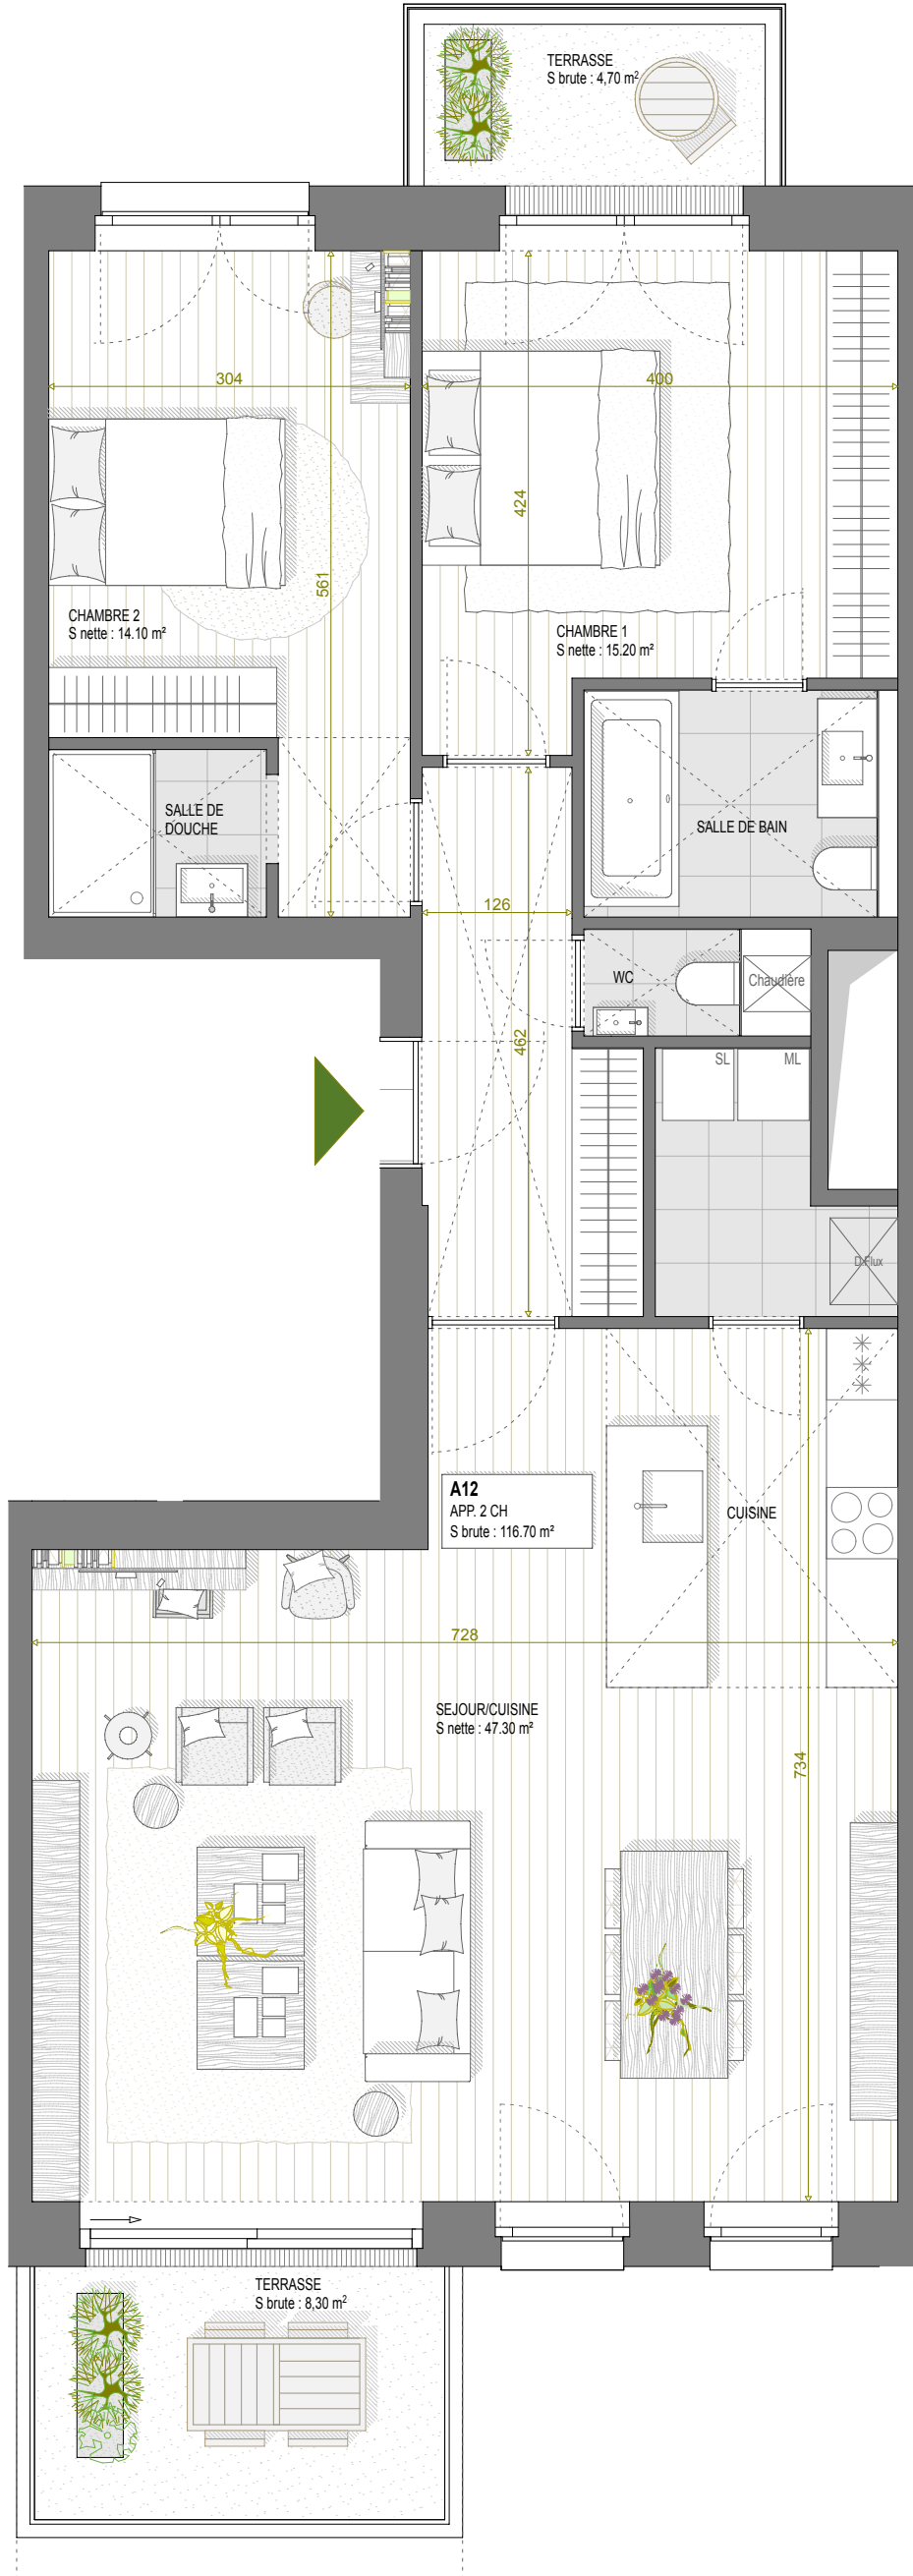 TERRASSE
S brute : 4,70 m²
304
400
424
561
CHAMBRE 2
S nette : 14.10 m²
CHAMBRE 1
S nette : 15.20 m²
SALLE DE
DOUCHE
SALLE DE BAIN
126
WC
Chaudière
462
SL
ML
D.Flux
A12
APP. 2 CH
S brute : 116.70 m²
CUISINE
728
SEJOUR/CUISINE
S nette : 47.30 m²
734
TERRASSE
S brute : 8,30 m²